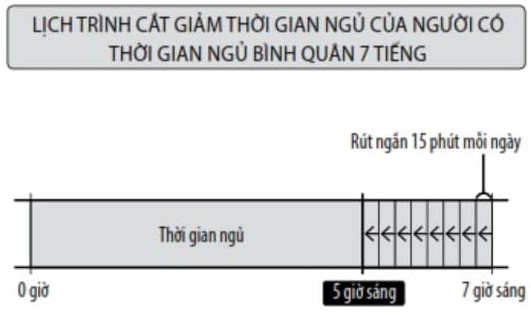 LỊCH TRÌNH CẮT GIẢM THỜI GIAN NGỦ CỦA NGƯỜI CÓ
THỜI GIAN NGỦ BÌNH QUÂN 7 TIẾNG
Rút ngắn 15 phút mỗi ngày
Thời gian ngủ
0 giờ
5 giờ sáng
7 giờ sáng